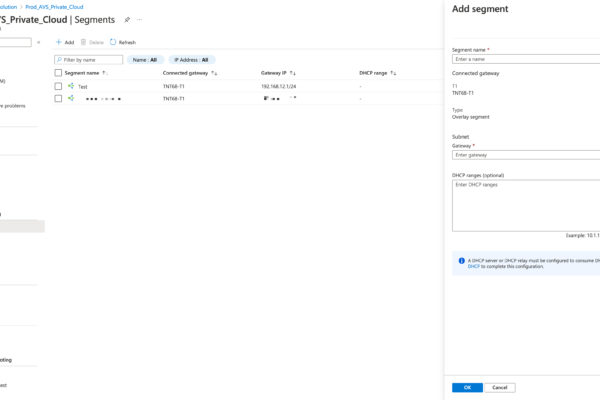 olution > Prod_AVS_Private_Cloud
VS_Private_Cloud | Segments
Add segment
+ Add Delete Refresh
Filter by name Name : All IP Address : All
Segment name Connected gateway Gateway IP DHCP range
Test TNT68-T1 192.168.12.1/24 -
TNT68-T1 -
M)
ve problems
oting
est
Segment name *
Enter a name
Connected gateway
T1
TNT68-T1
Type
Overlay segment
Subnet
Gateway *
Enter gateway
DHCP ranges (optional)
Enter DHCP ranges
Example: 10.1.1
A DHCP server or DHCP relay must be configured to consume DH
DHCP to complete this configuration.
OK Cancel